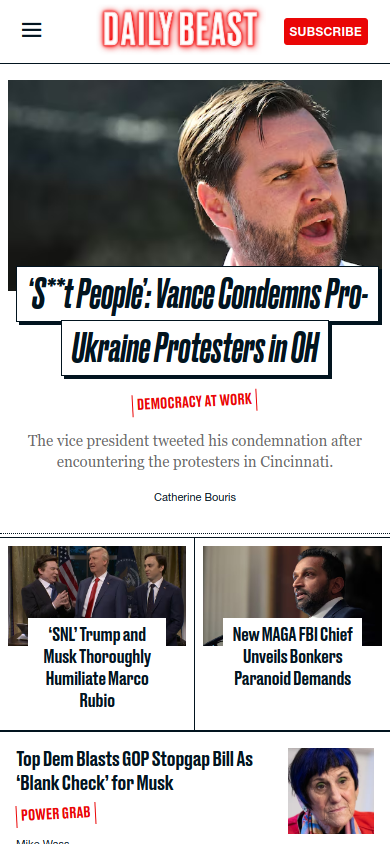 DAILY BEAST
SUBSCRIBE
‘S**t People’: Vance Condemns Pro-
Ukraine Protesters in OH
DEMOCRACY AT WORK
The vice president tweeted his condemnation after
encountering the protesters in Cincinnati.
Catherine Bouris
‘SNL’ Trump and
Musk Thoroughly
Humiliate Marco
Rubio
New MAGA FBI Chief
Unveils Bonkers
Paranoid Demands
Top Dem Blasts GOP Stopgap Bill As
‘Blank Check’ for Musk
POWER GRAB